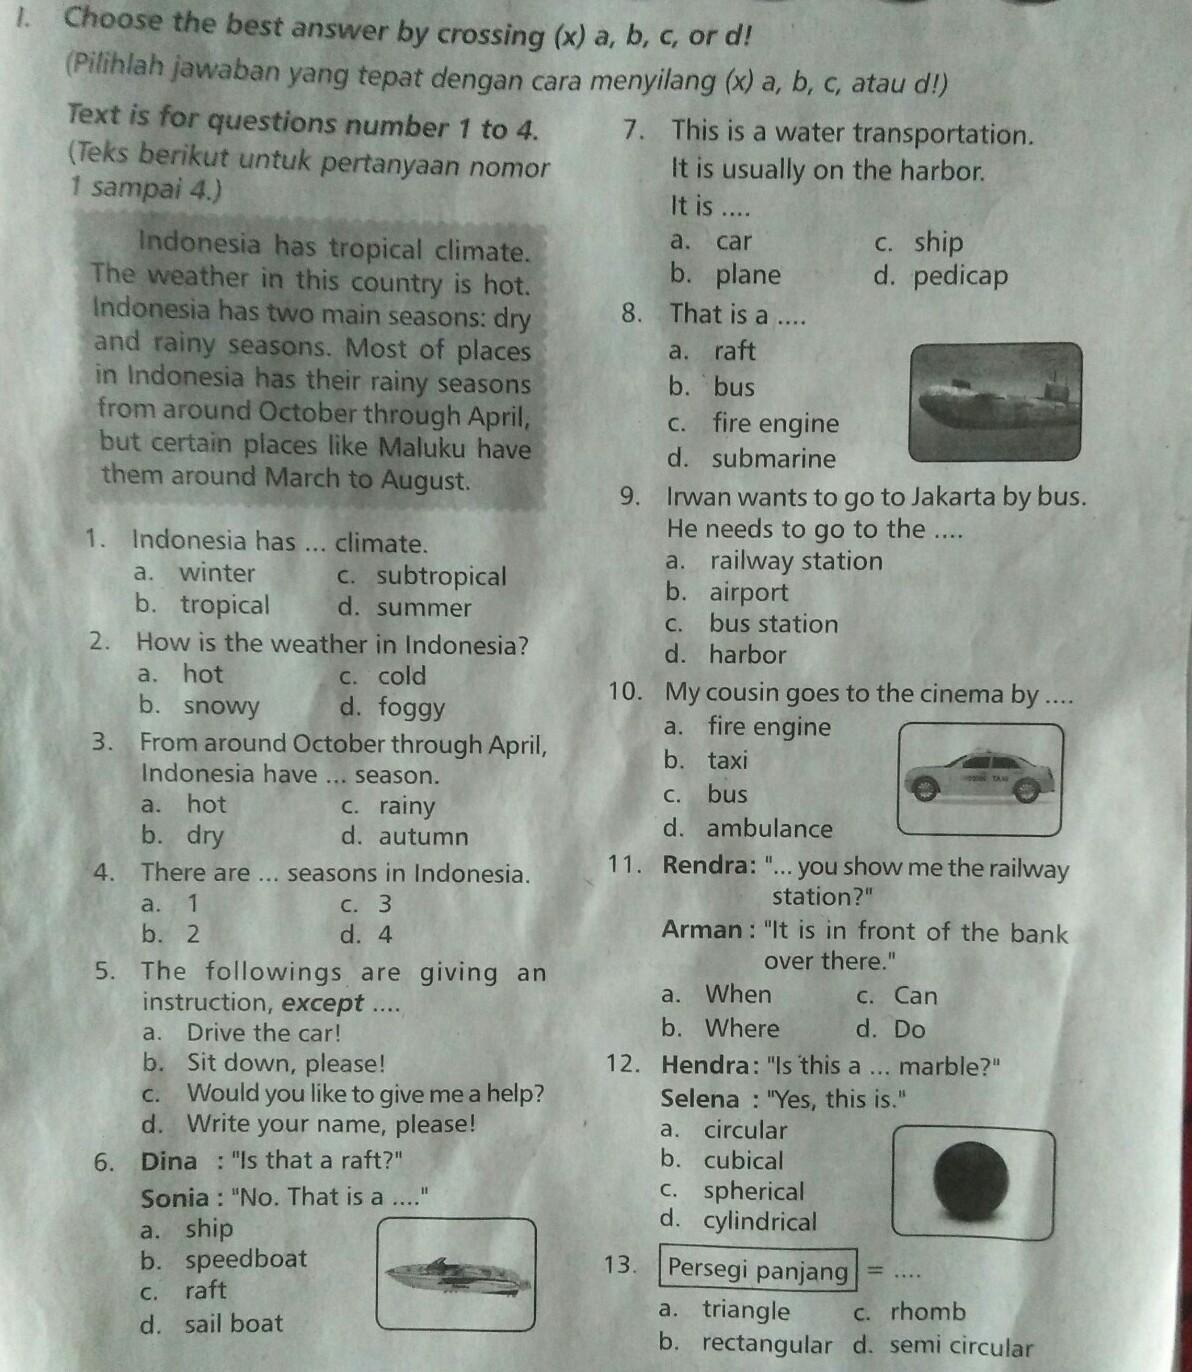 I. Choose the best answer by crossing (x) a, b, c, or d!
(Pilihlah jawaban yang tepat dengan cara menyilang (x) a, b, c, atau d!)
Text is for questions number 1 to 4.
(Teks berikut untuk pertanyaan nomor
1 sampai 4.)
Indonesia has tropical climate.
The weather in this country is hot.
Indonesia has two main seasons: dry
and rainy seasons. Most of places
in Indonesia has their rainy seasons
from around October through April,
but certain places like Maluku have
them around March to August.
1. Indonesia has ... climate.
a. winter c. subtropical
b. tropical d. summer
2. How is the weather in Indonesia?
a. hot c. cold
b. snowy d. foggy
3. From around October through April,
Indonesia have ... season.
a. hot c. rainy
b. dry d. autumn
4. There are ... seasons in Indonesia.
a. 1 c. 3
b. 2 d. 4
5. The followings are giving an
instruction, except ....
a. Drive the car!
b. Sit down, please!
c. Would you like to give me a help?
d. Write your name, please!
6. Dina : "Is that a raft?"
Sonia : "No. That is a ...."
a. ship
b. speedboat
c. raft
d. sail boat
7. This is a water transportation.
It is usually on the harbor.
It is ....
a. car c. ship
b. plane d. pedicap
8. That is a ....
a. raft
b. bus
c. fire engine
d. submarine
9. Irwan wants to go to Jakarta by bus.
He needs to go to the ....
a. railway station
b. airport
c. bus station
d. harbor
10. My cousin goes to the cinema by ....
a. fire engine
b. taxi
c. bus
d. ambulance
TAXI
11. Rendra: "... you show me the railway
station?"
Arman : "It is in front of the bank
over there."
a. When c. Can
b. Where d. Do
12. Hendra: "Is this a ... marble?"
Selena : "Yes, this is."
a. circular
b. cubical
c. spherical
d. cylindrical
13. Persegi panjang = ....
a. triangle c. rhomb
b. rectangular d. semi circular